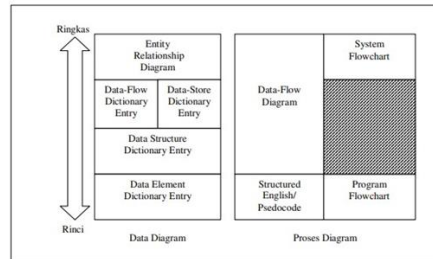 Ringkas
Entity
Relationship
Diagram
Data-Flow
Dictionary
Entry
Data-Store
Dictionary
Entry
Data Structure
Dictionary Entry
Data Element
Dictionary Entry
Rinci
Data Diagram
Data-Flow
Diagram
System
Flowchart
Structured
English/
Psedocode
Program
Flowchart
Proses Diagram